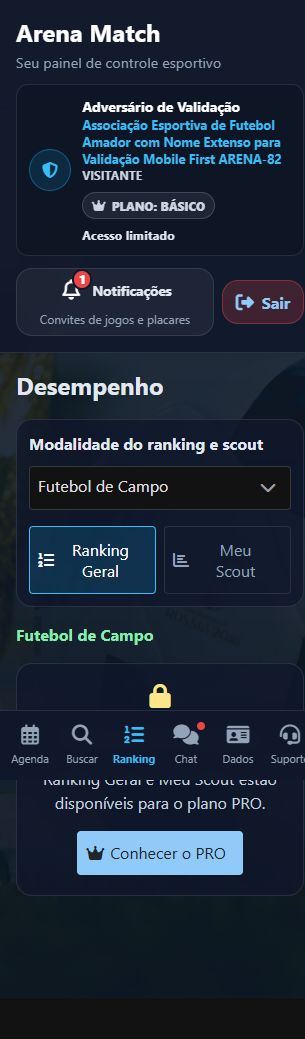 Arena Match
Seu painel de controle esportivo
Adversário de Validação
Associação Esportiva de Futebol
Amador com Nome Extenso para
Validação Mobile First ARENA-82
VISITANTE
PLANO: BÁSICO
Acesso limitado
1
Notificações
Convites de jogos e placares
Sair
Desempenho
Modalidade do ranking e scout
Futebol de Campo
Ranking
Geral
Meu
Scout
Futebol de Campo
Agenda
Buscar
Ranking
Chat
Dados
Suporte
Ranking Geral e Meu Scout estão
disponíveis para o plano PRO.
Conhecer o PRO